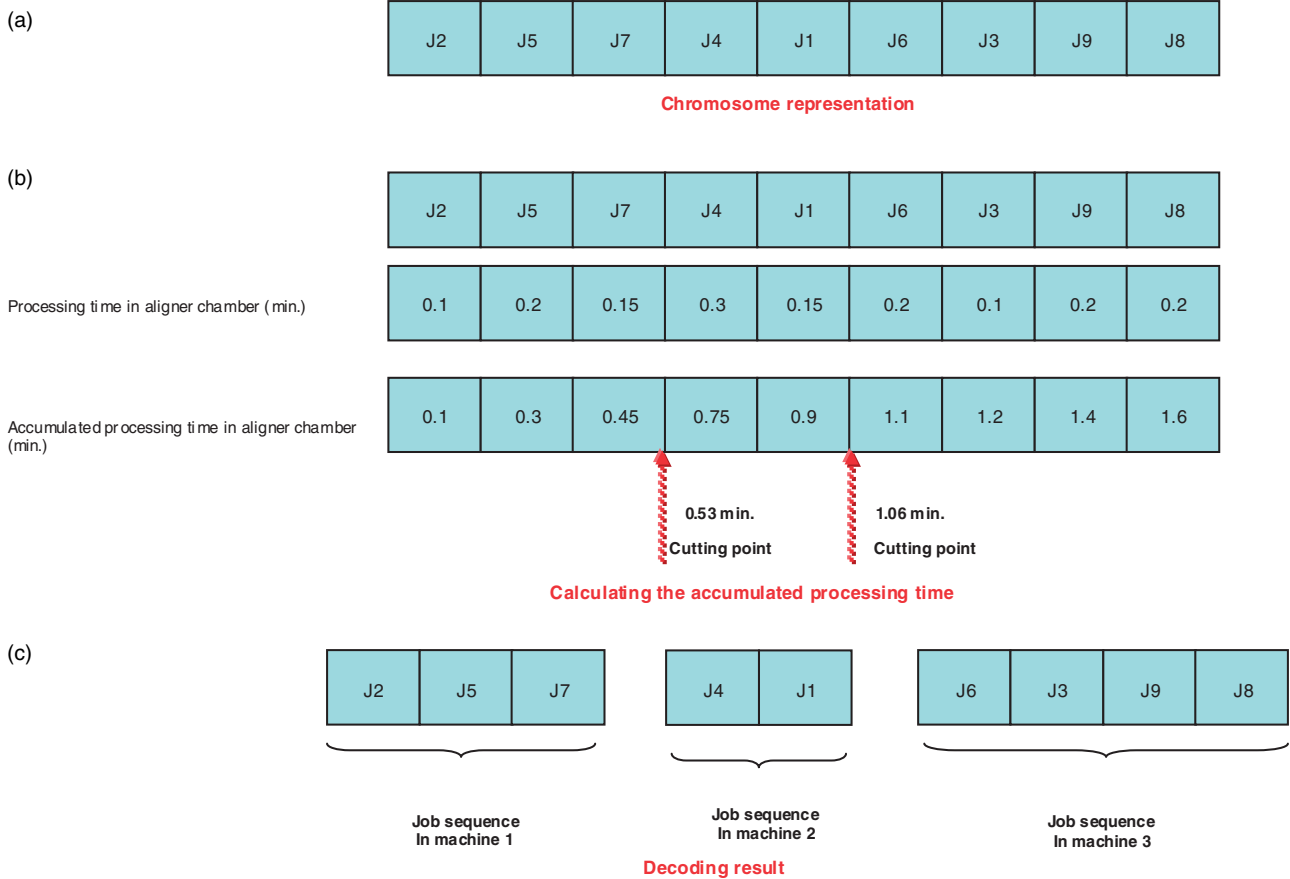 (a)
J2 J5 J7 J4 J1 J6 J3 J9 J8
Chromosome representation
(b)
J2 J5 J7 J4 J1 J6 J3 J9 J8
Processing time in aligner chamber (min.)
0.1 0.2 0.15 0.3 0.15 0.2 0.1 0.2 0.2
Accumulated processing time in aligner chamber
(min.)
0.1 0.3 0.45 0.75 0.9 1.1 1.2 1.4 1.6
0.53 min.
Cutting point
1.06 min.
Cutting point
Calculating the accumulated processing time
(c)
J2 J5 J7
J4 J1
J6 J3 J9 J8
Job sequence
In machine 1
Job sequence
In machine 2
Job sequence
In machine 3
Decoding result